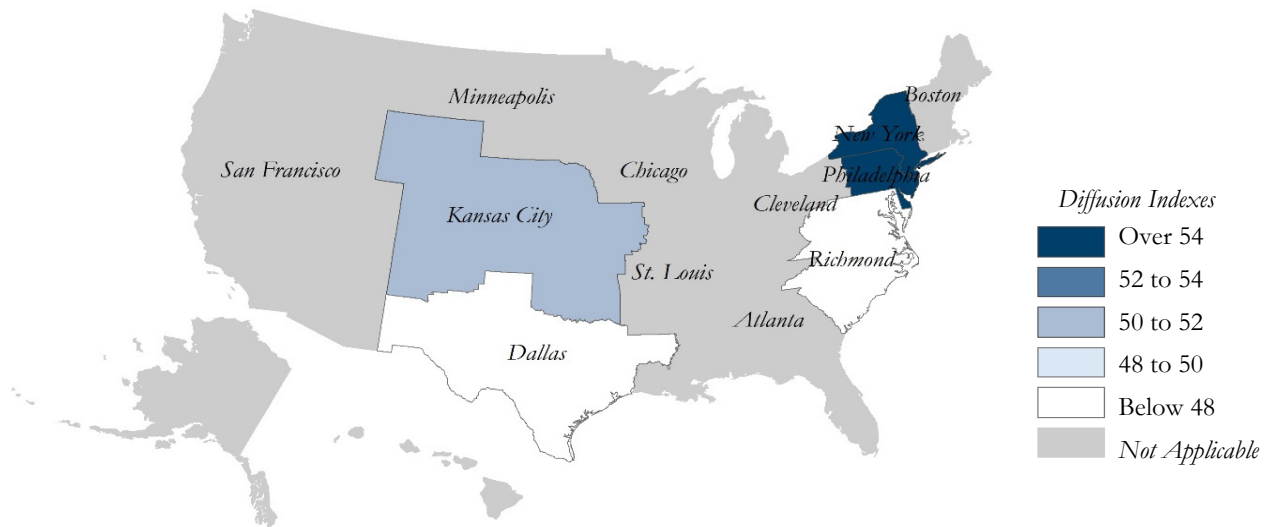 Minneapolis
Boston
New York
San Francisco
Chicago
Philadelphia
Cleveland
Kansas City
Richmond
St. Louis
Atlanta
Dallas
Diffusion Indexes
Over 54
52 to 54
50 to 52
48 to 50
Below 48
Not Applicable